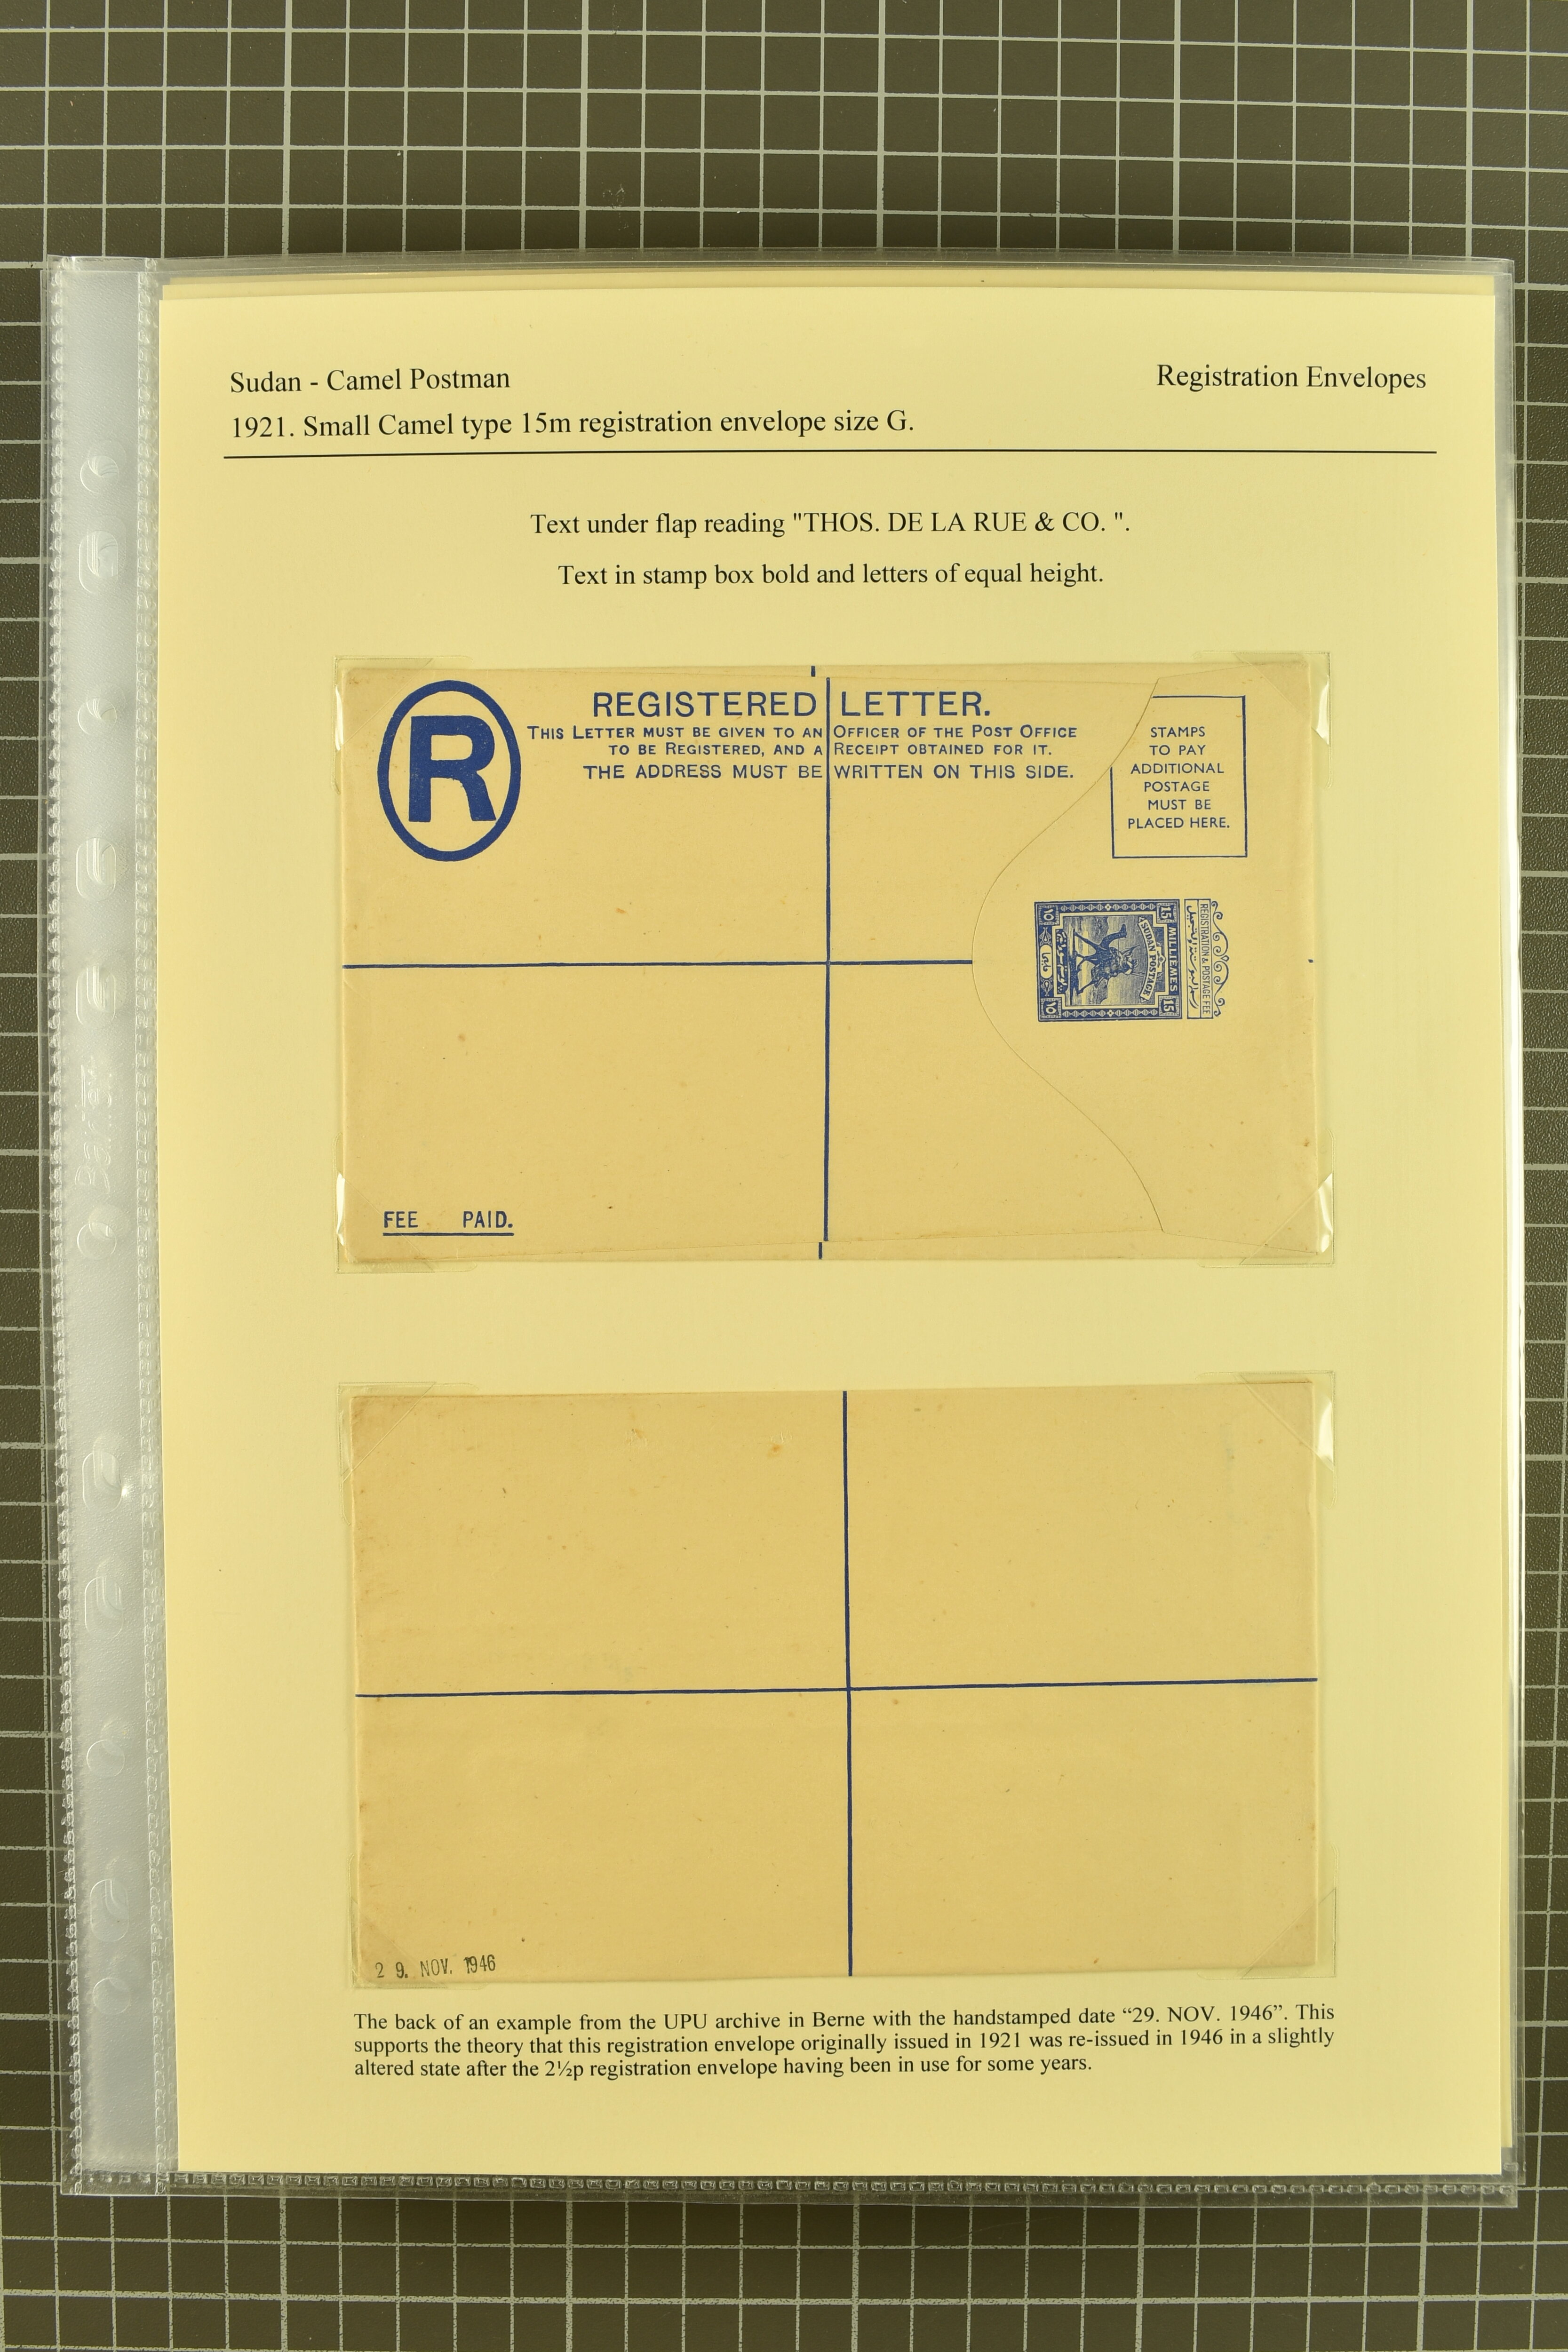 Sudan - Camel Postman
Registration Envelopes
1921. Small Camel type 15m registration envelope size G.
Text under flap reading "THOS. DE LA RUE & CO. ".
Text in stamp box bold and letters of equal height.
R
REGISTERED LETTER.
THIS LETTER MUST BE GIVEN TO AN OFFICER OF THE POST OFFICE
TO BE REGISTERED, AND A RECEIPT OBTAINED FOR IT.
THE ADDRESS MUST BE WRITTEN ON THIS SIDE.
STAMPS
TO PAY
ADDITIONAL
POSTAGE
MUST BE
PLACED HERE.
REGISTRATION & POSTAGE FEE
15 MILLIEMES 15
SUDAN POSTAGE
١٥ ١٥
FEE PAID.
29. NOV. 1946
The back of an example from the UPU archive in Berne with the handstamped date “29. NOV. 1946”. This
supports the theory that this registration envelope originally issued in 1921 was re-issued in 1946 in a slightly
altered state after the 2½p registration envelope having been in use for some years.